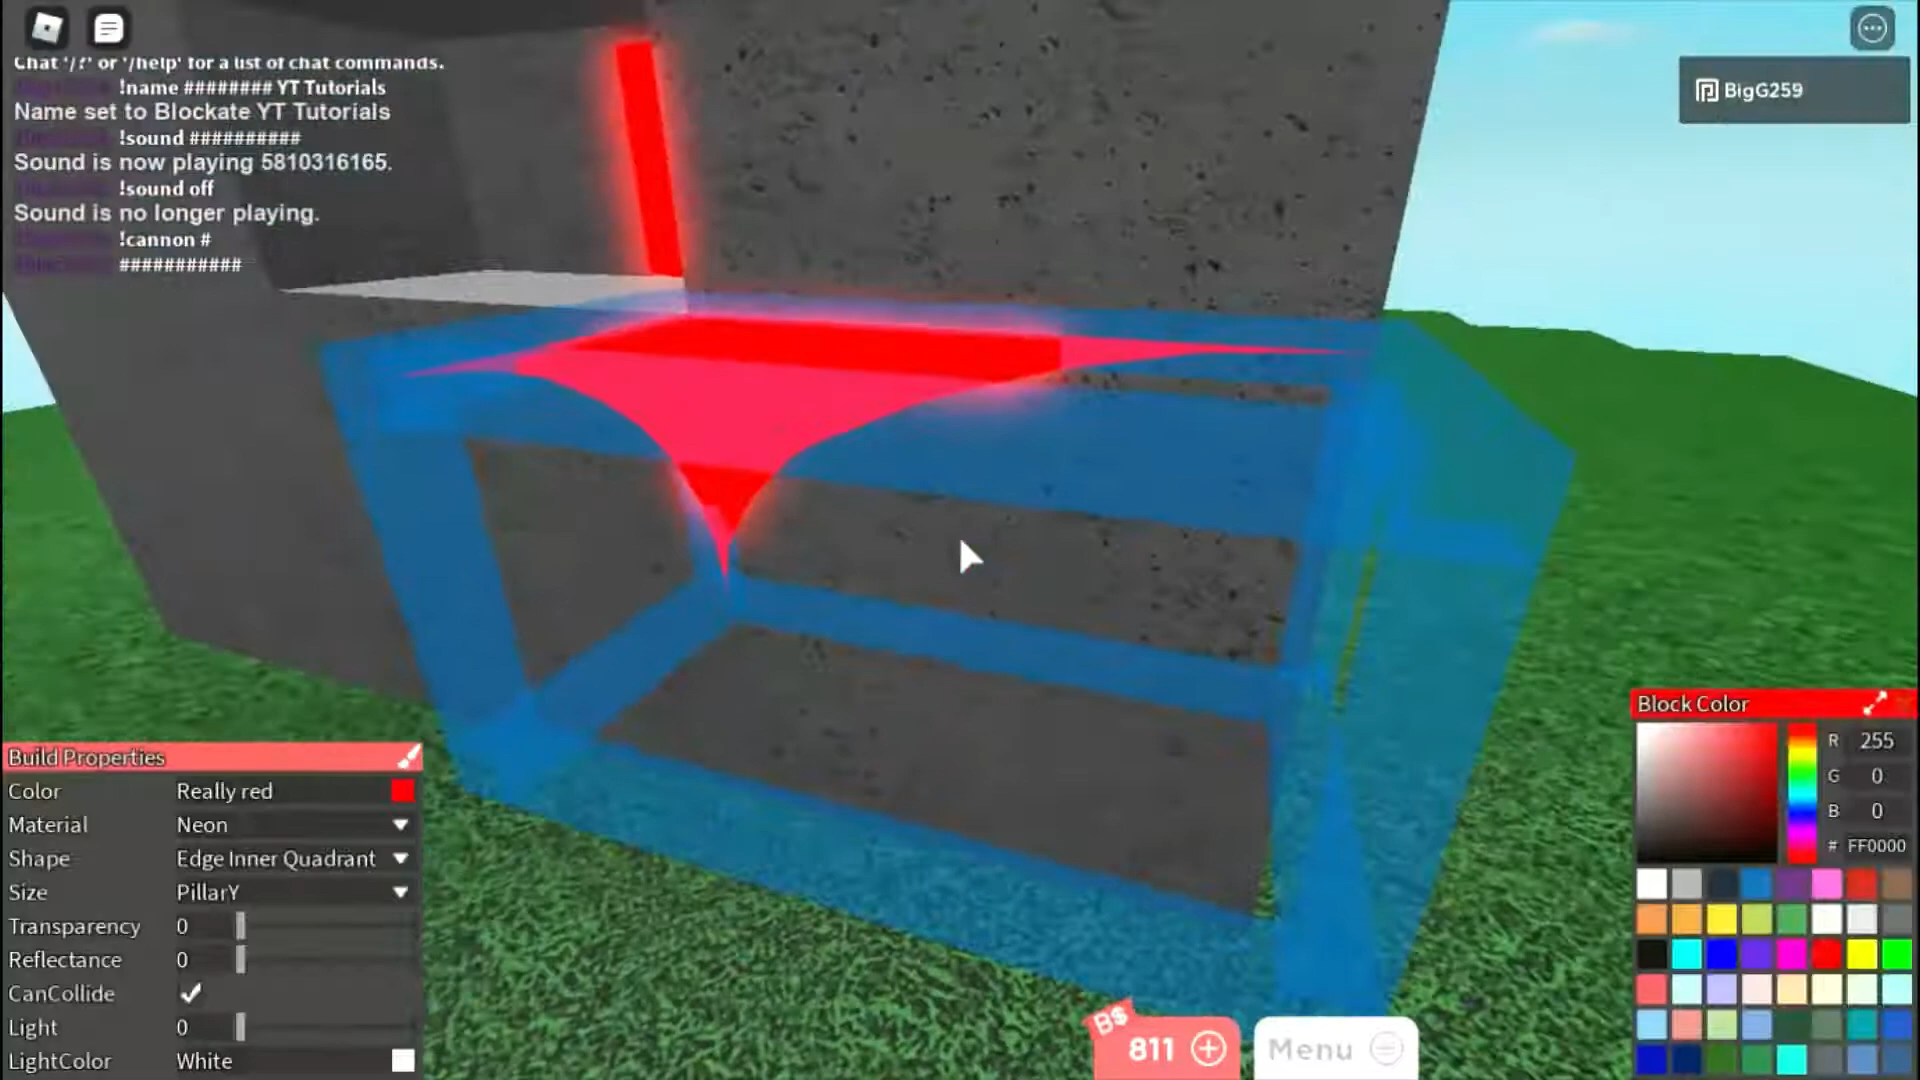 Chat '/?' or '/help' for a list of chat commands.
!name ######## YT Tutorials
Name set to Blockate YT Tutorials
!sound ##########
Sound is now playing 5810316165.
!sound off
Sound is no longer playing.
!cannon #
###########
BigG259
Build Properties
Color Really red
Material Neon
Shape Edge Inner Quadrant
Size PillarY
Transparency 0
Reflectance 0
CanCollide
Light 0
LightColor White
B$
811
Menu
Block Color
R 255
G 0
B 0
# FF0000